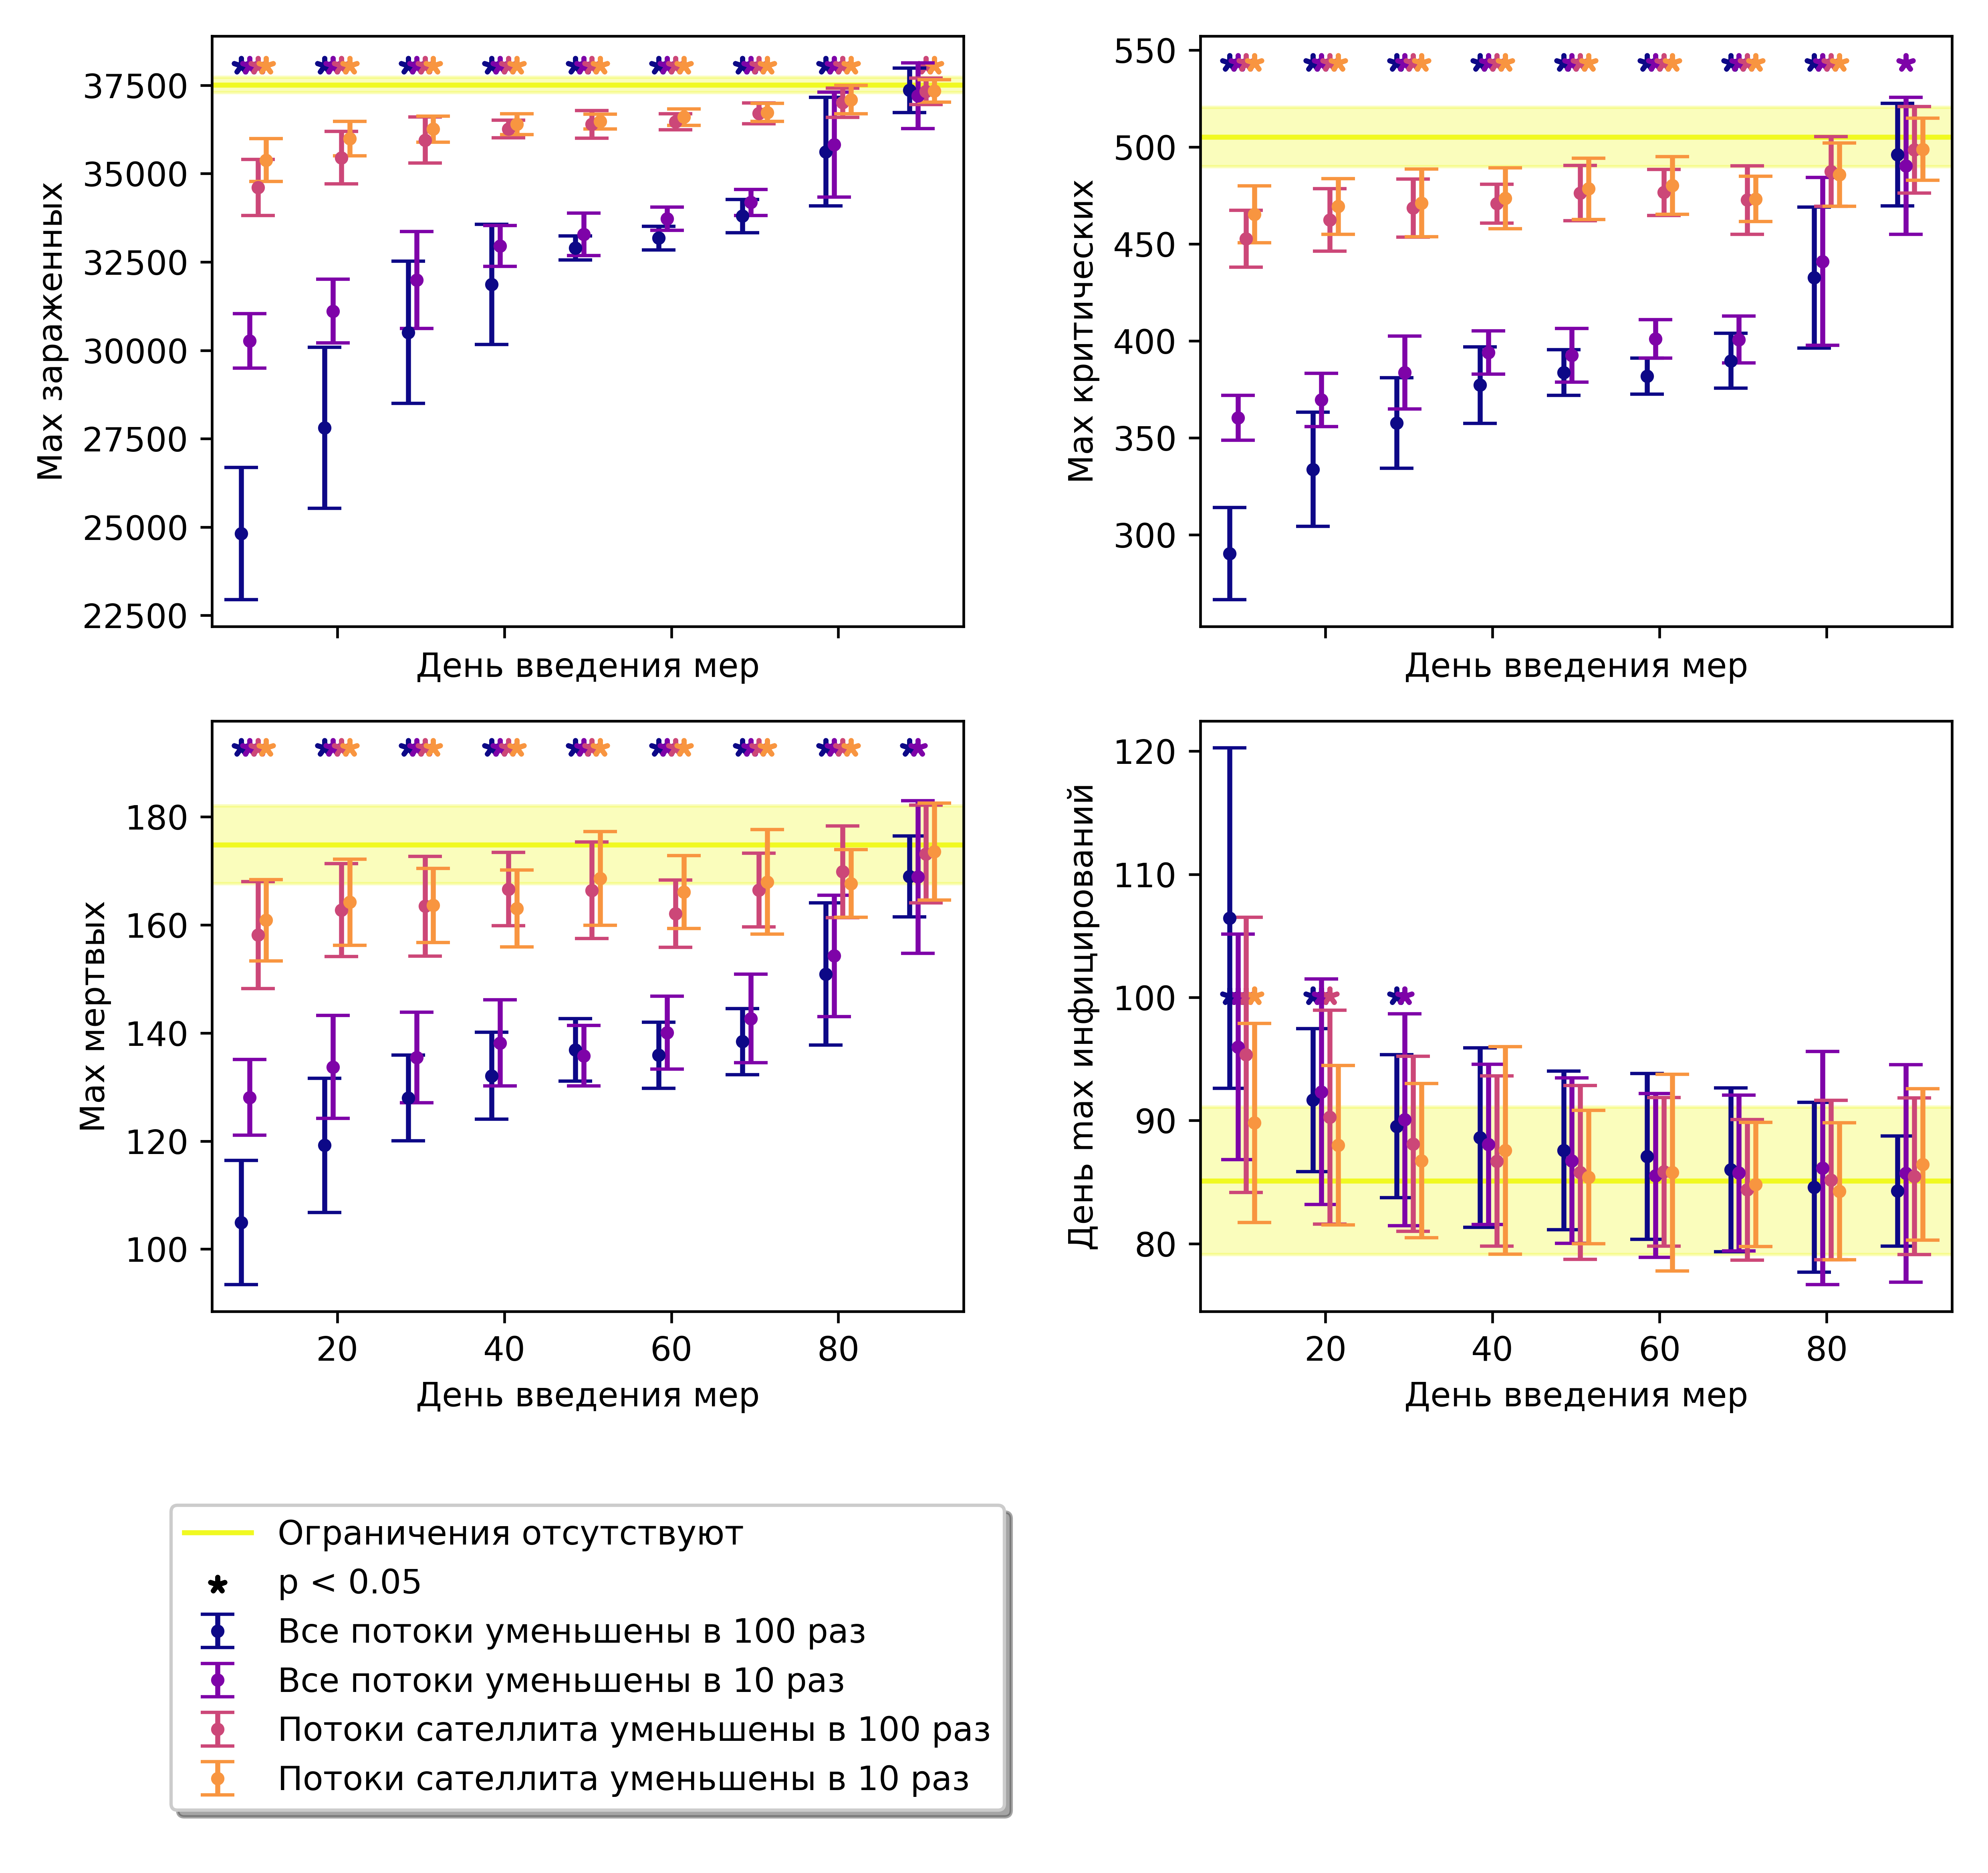 37500
35000
32500
30000
27500
25000
22500
Max зараженных
День введения мер
550
500
450
400
350
300
Max критических
День введения мер
180
160
140
120
100
Max мертвых
20 40 60 80
День введения мер
120
110
100
90
80
День max инфицирований
20 40 60 80
День введения мер
Ограничения отсутствуют
p < 0.05
Все потоки уменьшены в 100 раз
Все потоки уменьшены в 10 раз
Потоки сателлита уменьшены в 100 раз
Потоки сателлита уменьшены в 10 раз